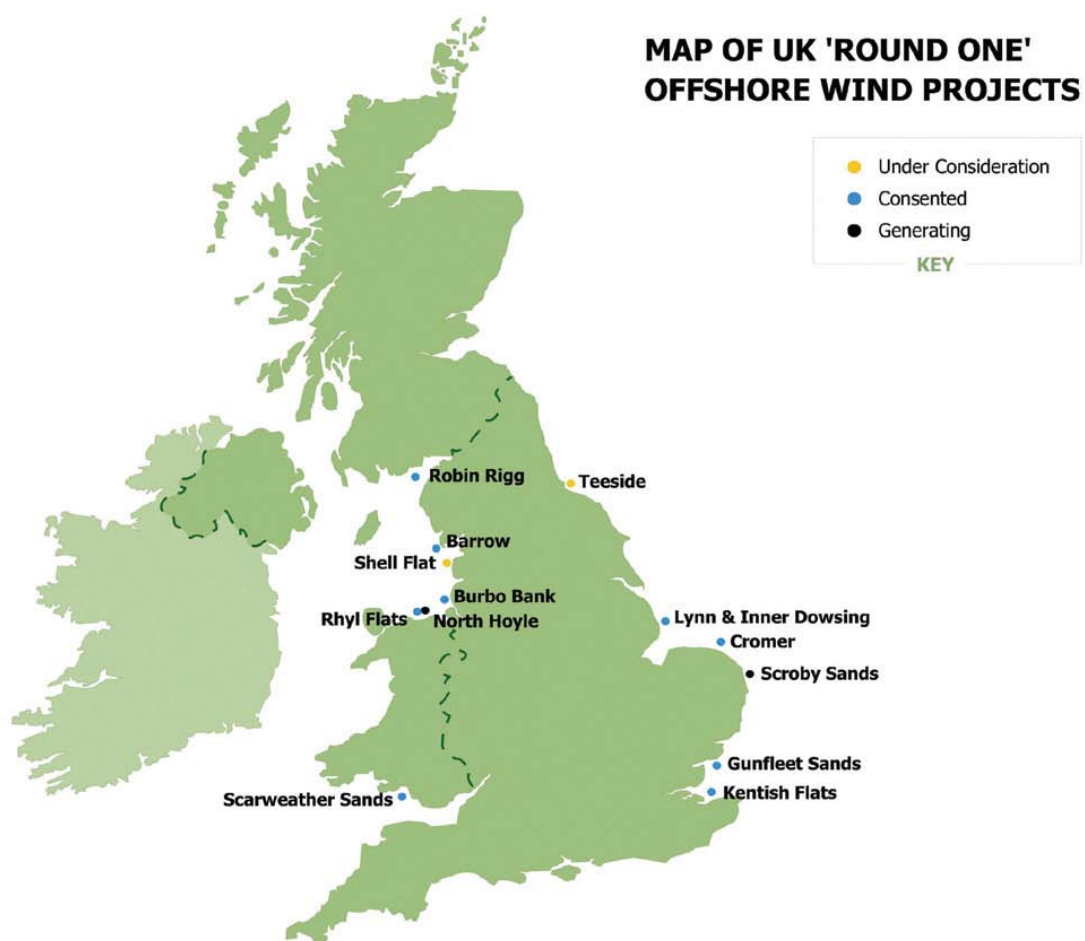 MAP OF UK 'ROUND ONE'
OFFSHORE WIND PROJECTS
Under Consideration
Consented
Generating
KEY
Robin Rigg
Teeside
Barrow
Shell Flat
Burbo Bank
Rhyl Flats
North Hoyle
Lynn & Inner Dowsing
Cromer
Scroby Sands
Gunfleet Sands
Kentish Flats
Scarweather Sands